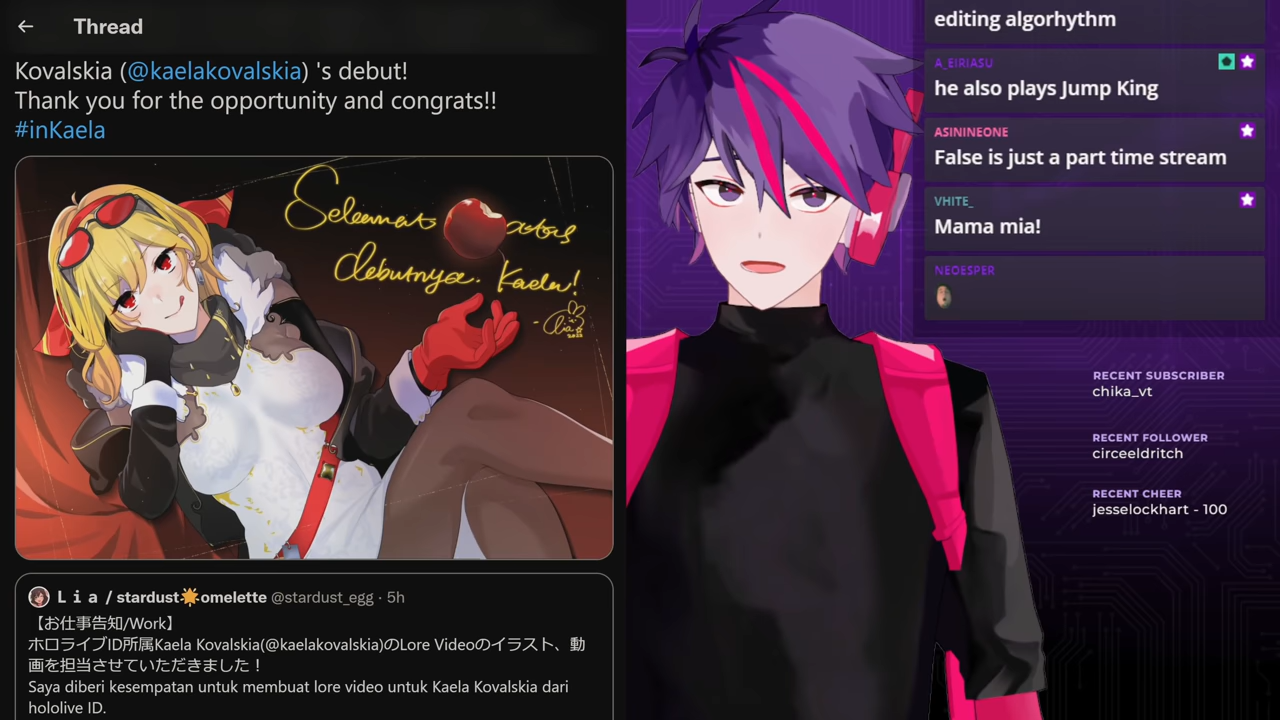 Thread
Kovalskia (@kaelakovalskia) 's debut!
Thank you for the opportunity and congrats!!
#inKaela
Selamat atas
debutnya. Kaela!
-Lia
2022
Ｌｉａ / stardust🌟omelette @stardust_egg · 5h
【お仕事告知/Work】
ホロライブID所属Kaela Kovalskia(@kaelakovalskia)のLore Videoのイラスト、動
画を担当させていただきました！
Saya diberi kesempatan untuk membuat lore video untuk Kaela Kovalskia dari
hololive ID.
editing algorhythm
A_EIRIASU
he also plays Jump King
ASININEONE
False is just a part time stream
VHITE_
Mama mia!
NEOESPER
RECENT SUBSCRIBER
chika_vt
RECENT FOLLOWER
circeeldritch
RECENT CHEER
jesselockhart - 100